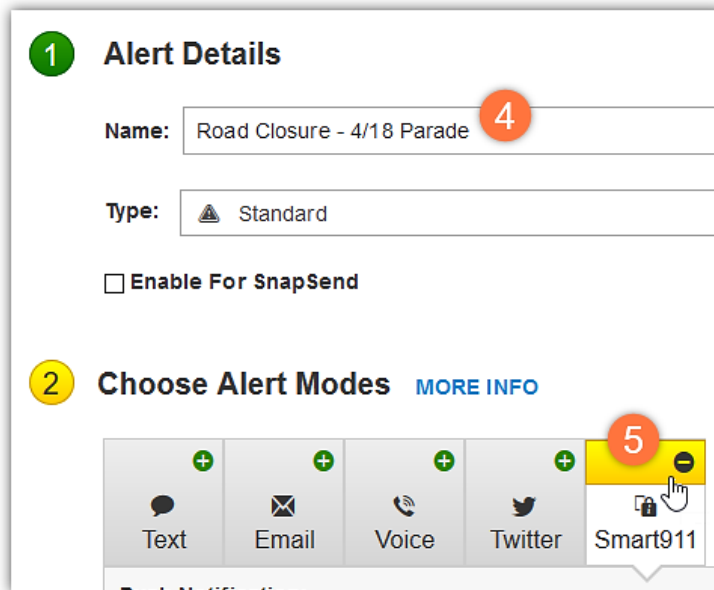 1 Alert Details
Name: Road Closure - 4/18 Parade 4
Type: Standard
Enable For SnapSend
2 Choose Alert Modes MORE INFO
5
Text Email Voice Twitter Smart911